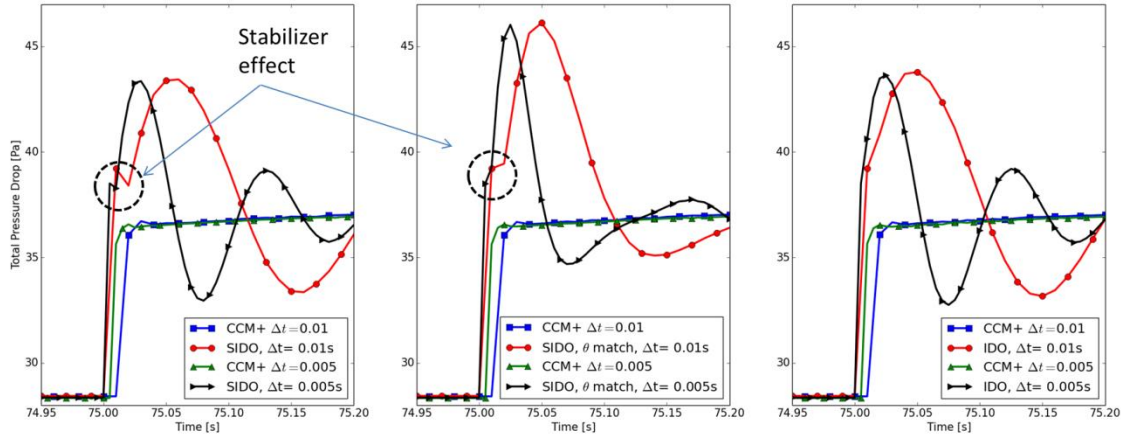 Stabilizer
effect
Total Pressure Drop [Pa]
45
40
35
30
CCM+ Δt = 0.01
SIDO, Δt= 0.01s
CCM+ Δt = 0.005
SIDO, Δt= 0.005s
74.95 75.00 75.05 75.10 75.15 75.20
Time [s]
45
40
35
30
CCM+ Δt = 0.01
SIDO, θ match, Δt= 0.01s
CCM+ Δt = 0.005
SIDO, θ match, Δt= 0.005s
74.95 75.00 75.05 75.10 75.15 75.20
Time [s]
45
40
35
30
CCM+ Δt = 0.01
IDO, Δt= 0.01s
CCM+ Δt = 0.005
IDO, Δt= 0.005s
74.95 75.00 75.05 75.10 75.15 75.20
Time [s]